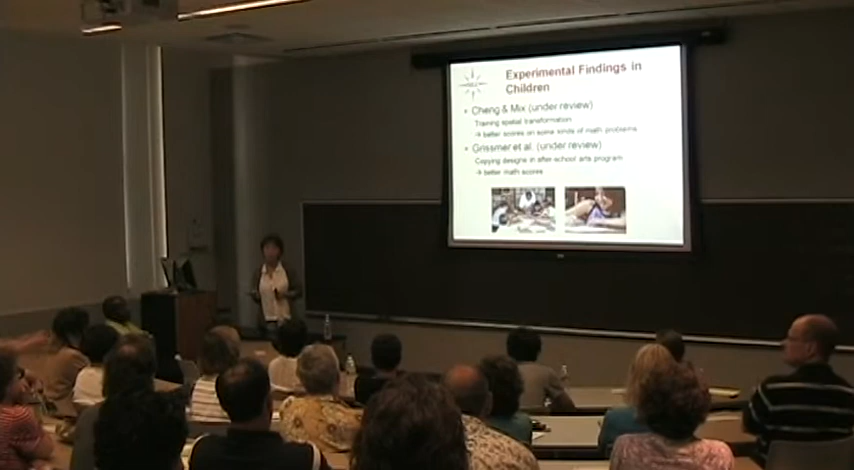 Experimental Findings in
Children
• Cheng & Mix (under review)
Training spatial transformation
→ better scores on some kinds of math problems
• Grissmer et al. (under review)
Copying designs in after-school arts program
→ better math scores